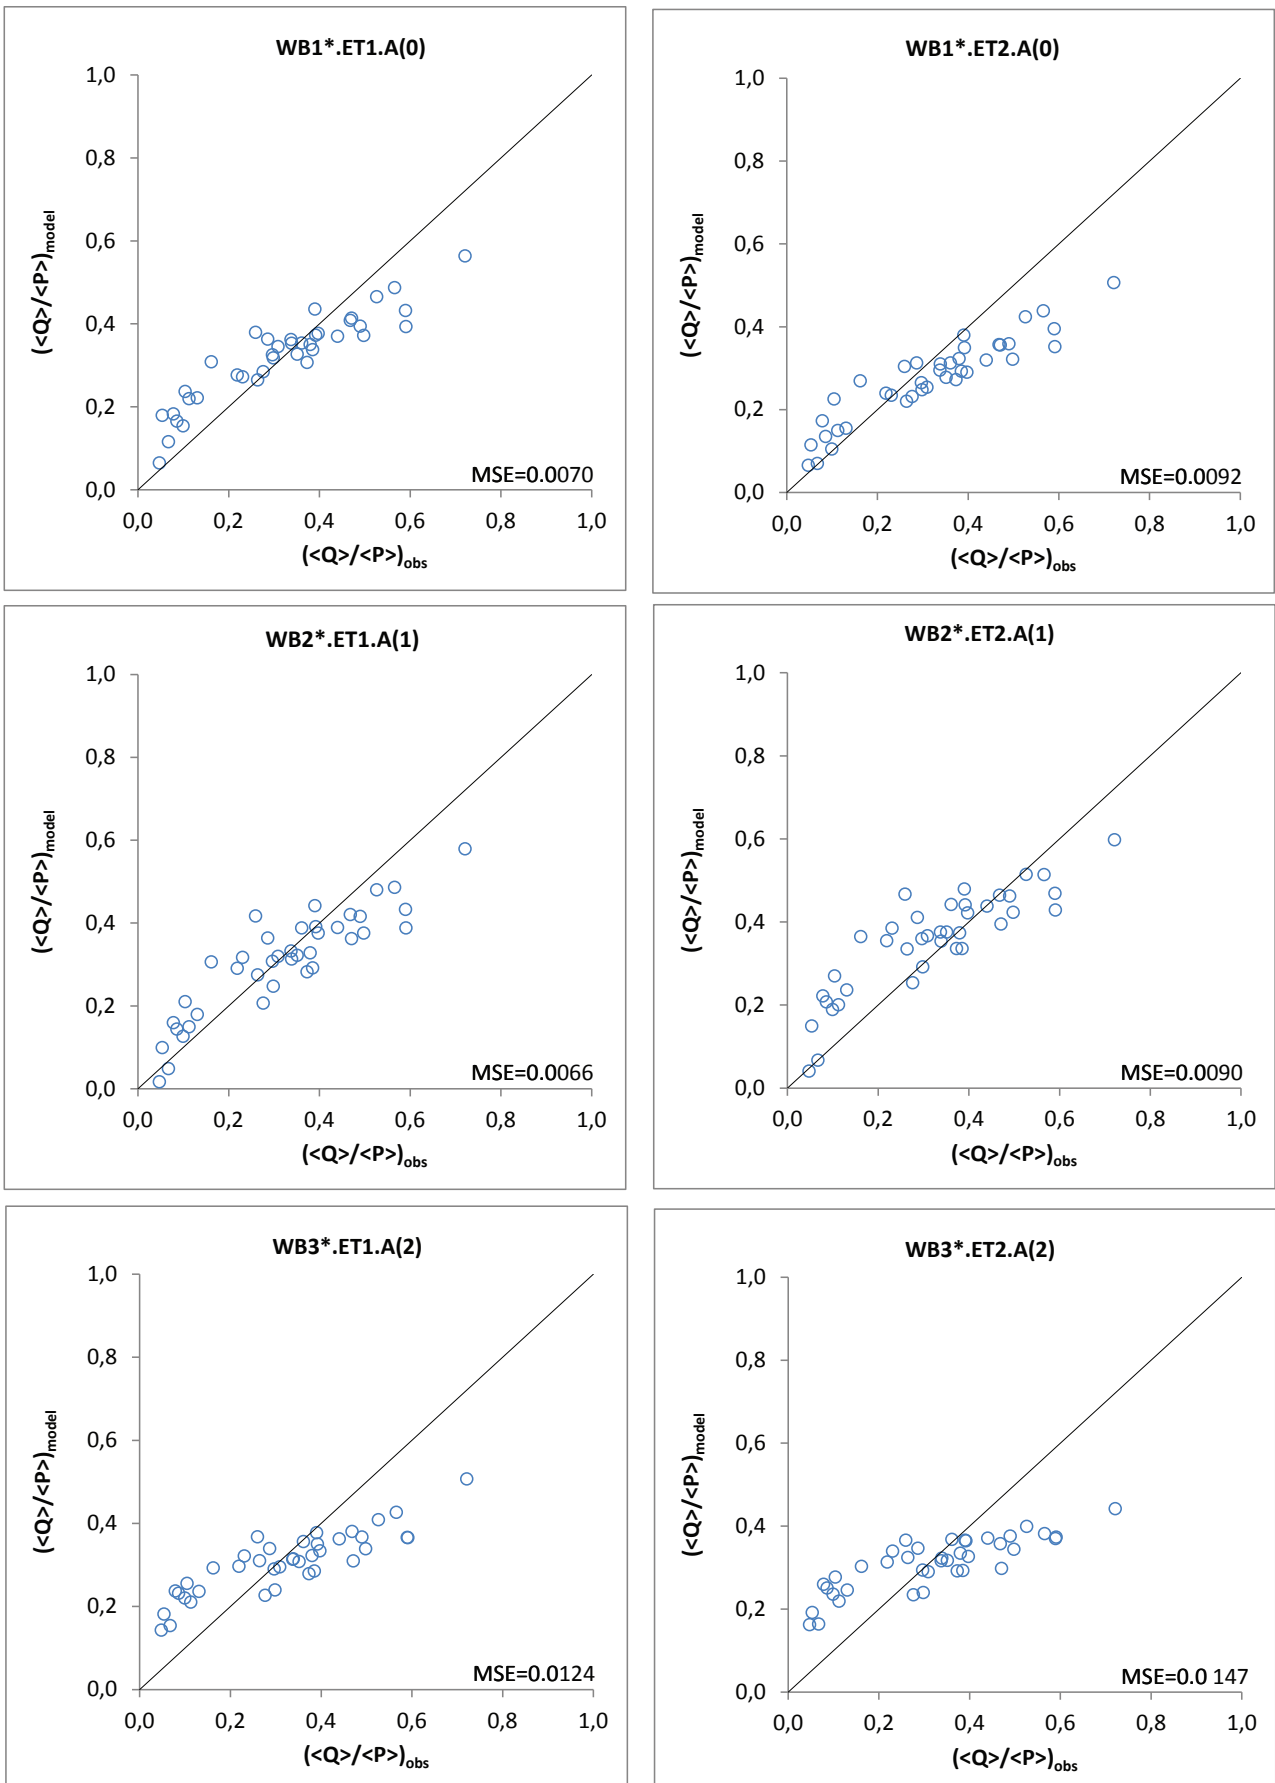 WB1*.ET1.A(0)
1,0
0,8
0,6
0,4
0,2
0,0
(<Q>/<P>)model
MSE=0.0070
0,0 0,2 0,4 0,6 0,8 1,0
(<Q>/<P>)obs
WB1*.ET2.A(0)
1,0
0,8
0,6
0,4
0,2
0,0
(<Q>/<P>)model
MSE=0.0092
0,0 0,2 0,4 0,6 0,8 1,0
(<Q>/<P>)obs
WB2*.ET1.A(1)
1,0
0,8
0,6
0,4
0,2
0,0
(<Q>/<P>)model
MSE=0.0066
0,0 0,2 0,4 0,6 0,8 1,0
(<Q>/<P>)obs
WB2*.ET2.A(1)
1,0
0,8
0,6
0,4
0,2
0,0
(<Q>/<P>)model
MSE=0.0090
0,0 0,2 0,4 0,6 0,8 1,0
(<Q>/<P>)obs
WB3*.ET1.A(2)
1,0
0,8
0,6
0,4
0,2
0,0
(<Q>/<P>)model
MSE=0.0124
0,0 0,2 0,4 0,6 0,8 1,0
(<Q>/<P>)obs
WB3*.ET2.A(2)
1,0
0,8
0,6
0,4
0,2
0,0
(<Q>/<P>)model
MSE=0.0 147
0,0 0,2 0,4 0,6 0,8 1,0
(<Q>/<P>)obs